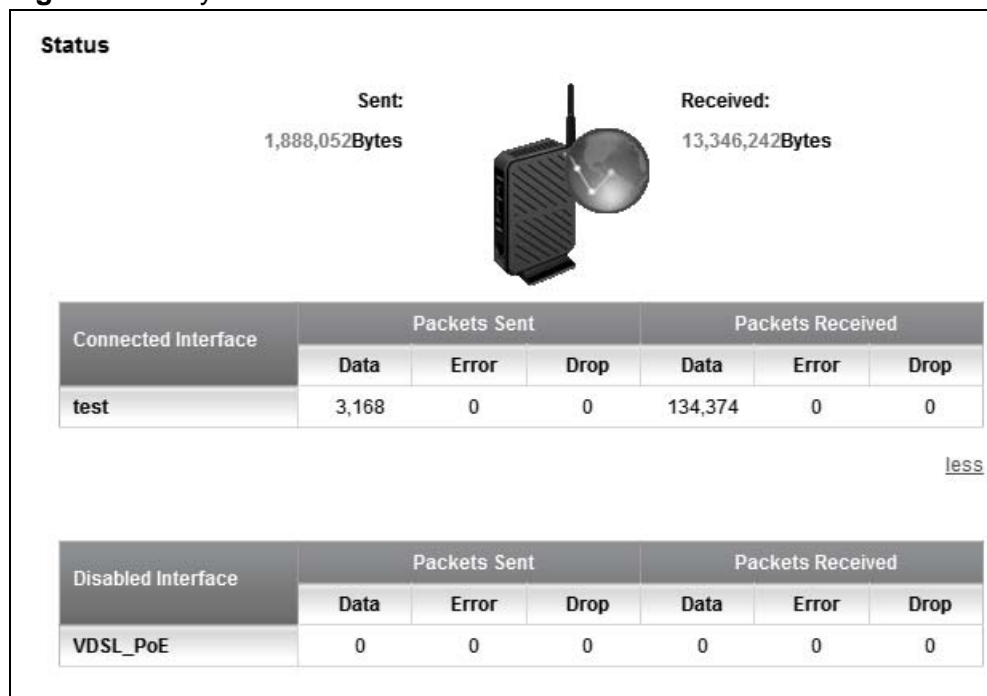 Status
Sent: Received:
1,888,052Bytes 13,346,242Bytes
Connected Interface Packets Sent Packets Received
Data Error Drop Data Error Drop
test 3,168 0 0 134,374 0 0
less
Disabled Interface Packets Sent Packets Received
Data Error Drop Data Error Drop
VDSL_PoE 0 0 0 0 0 0